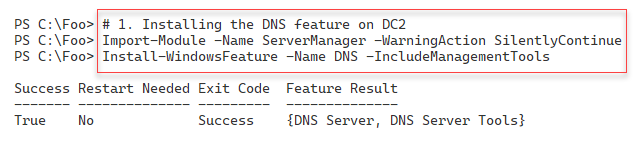 PS C:\Foo> # 1. Installing the DNS feature on DC2
PS C:\Foo> Import-Module -Name ServerManager -WarningAction SilentlyContinue
PS C:\Foo> Install-WindowsFeature -Name DNS -IncludeManagementTools
Success Restart Needed Exit Code  Feature Result
------- -------------- ---------  --------------
True    No             Success    {DNS Server, DNS Server Tools}